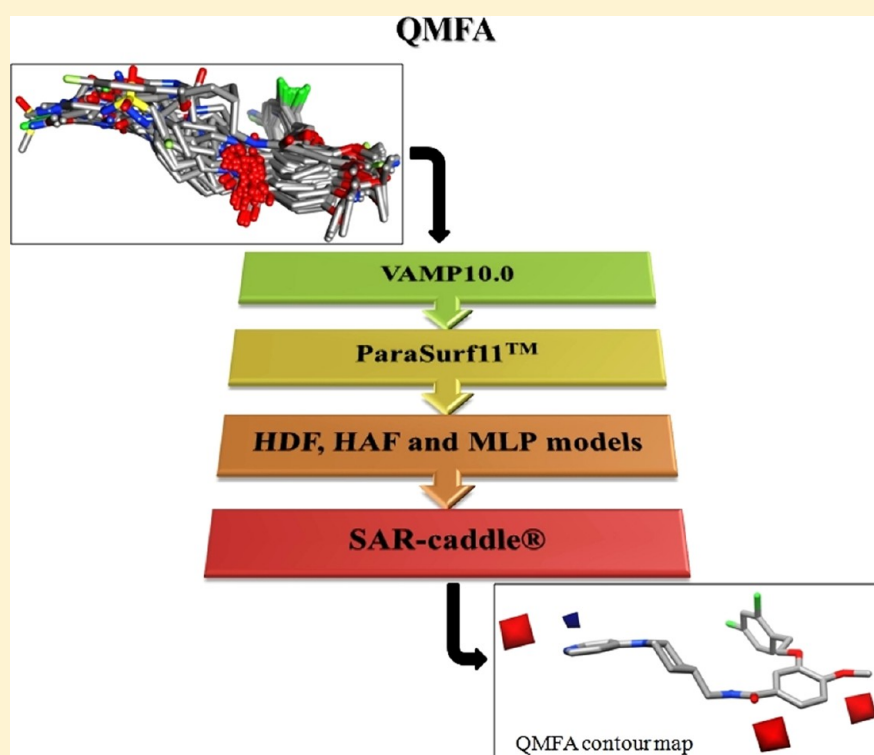 QMFA
VAMP10.0
ParaSurf11™
HDF, HAF and MLP models
SAR-caddle®
QMFA contour map